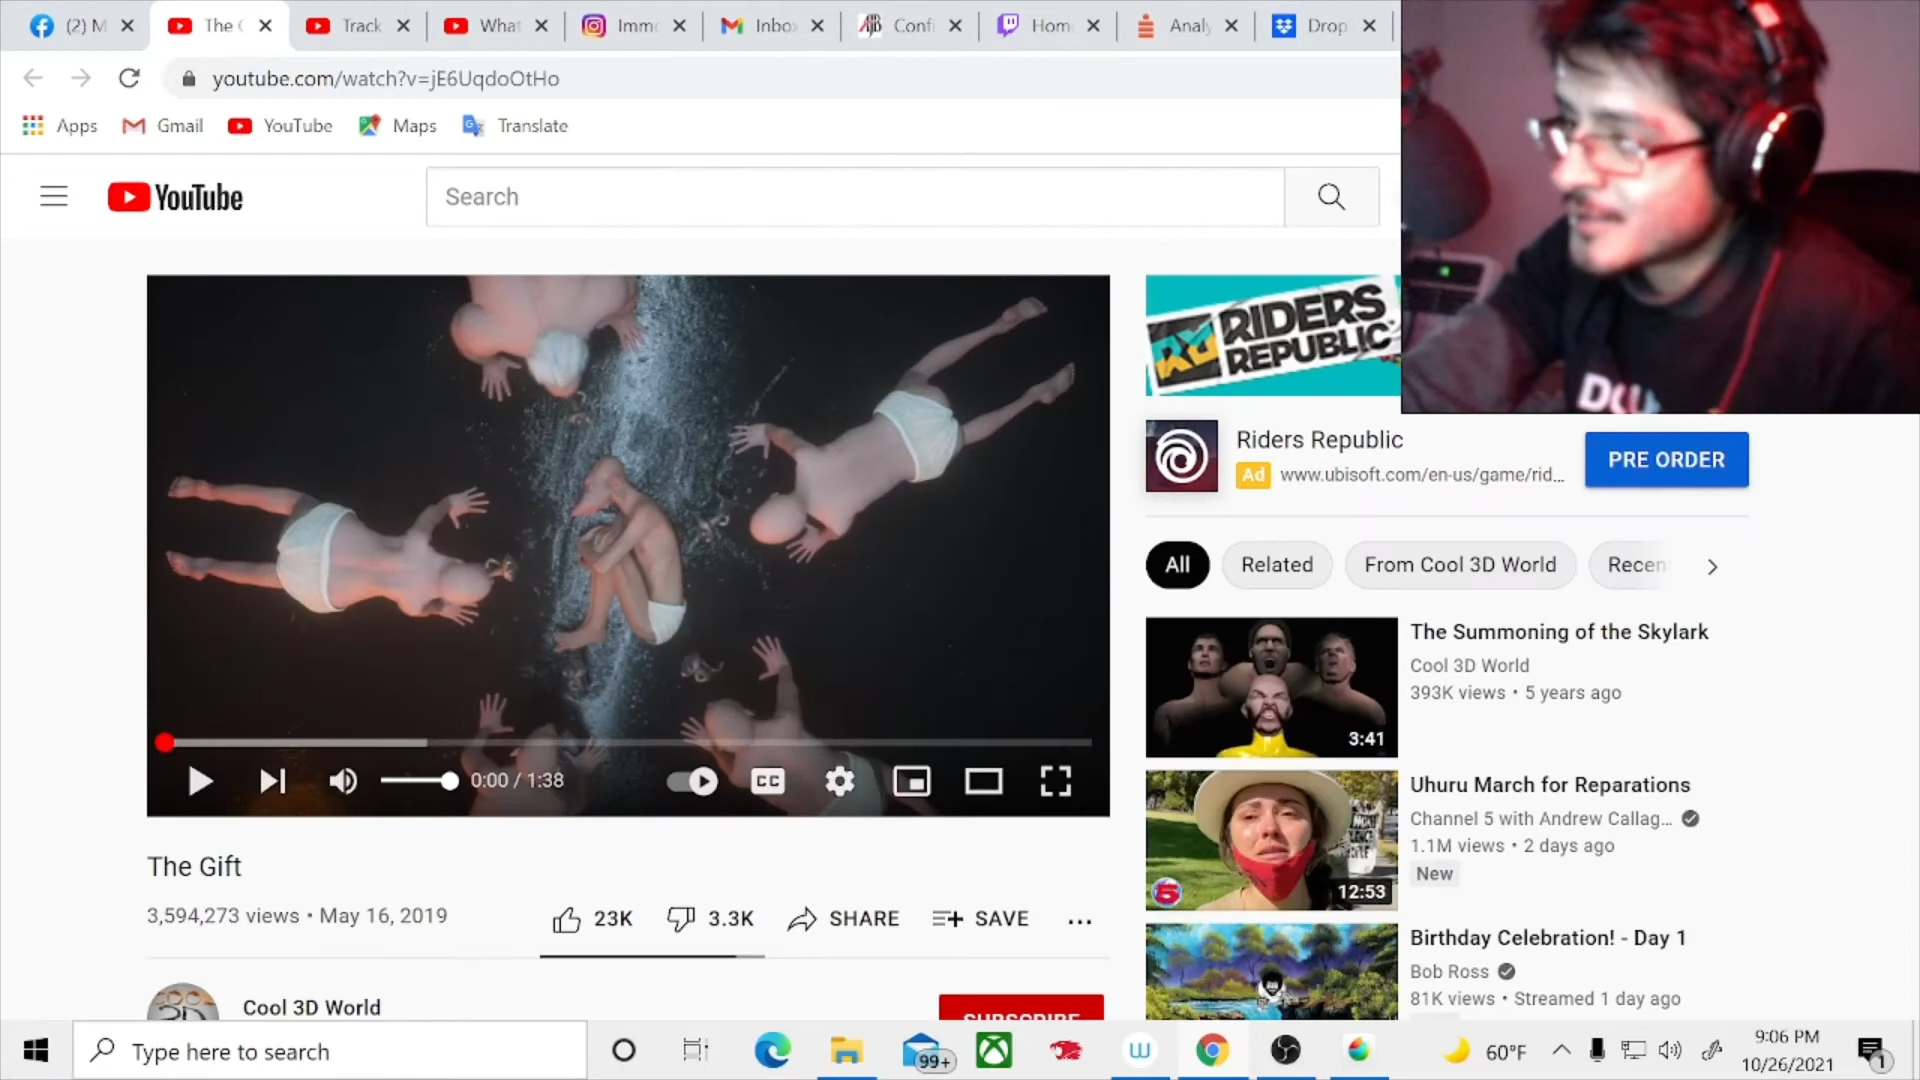 (2) M
The
Track
What
Imm
Inbox
Confi
Hom
Analy
Drop
youtube.com/watch?v=jE6UqdoOtHo
Apps
Gmail
YouTube
Maps
Translate
YouTube
Search
RIDERS
REPUBLIC
Riders Republic
Ad www.ubisoft.com/en-us/game/rid...
PRE ORDER
All
Related
From Cool 3D World
Recen
0:00 / 1:38
CC
The Summoning of the Skylark
Cool 3D World
393K views • 5 years ago
3:41
Uhuru March for Reparations
Channel 5 with Andrew Callag...
1.1M views • 2 days ago
New
5
12:53
The Gift
3,594,273 views • May 16, 2019
23K
3.3K
SHARE
SAVE
Birthday Celebration! - Day 1
Bob Ross
81K views • Streamed 1 day ago
Cool 3D World
SUBSCRIBE
Type here to search
99+
60°F
9:06 PM
10/26/2021
1